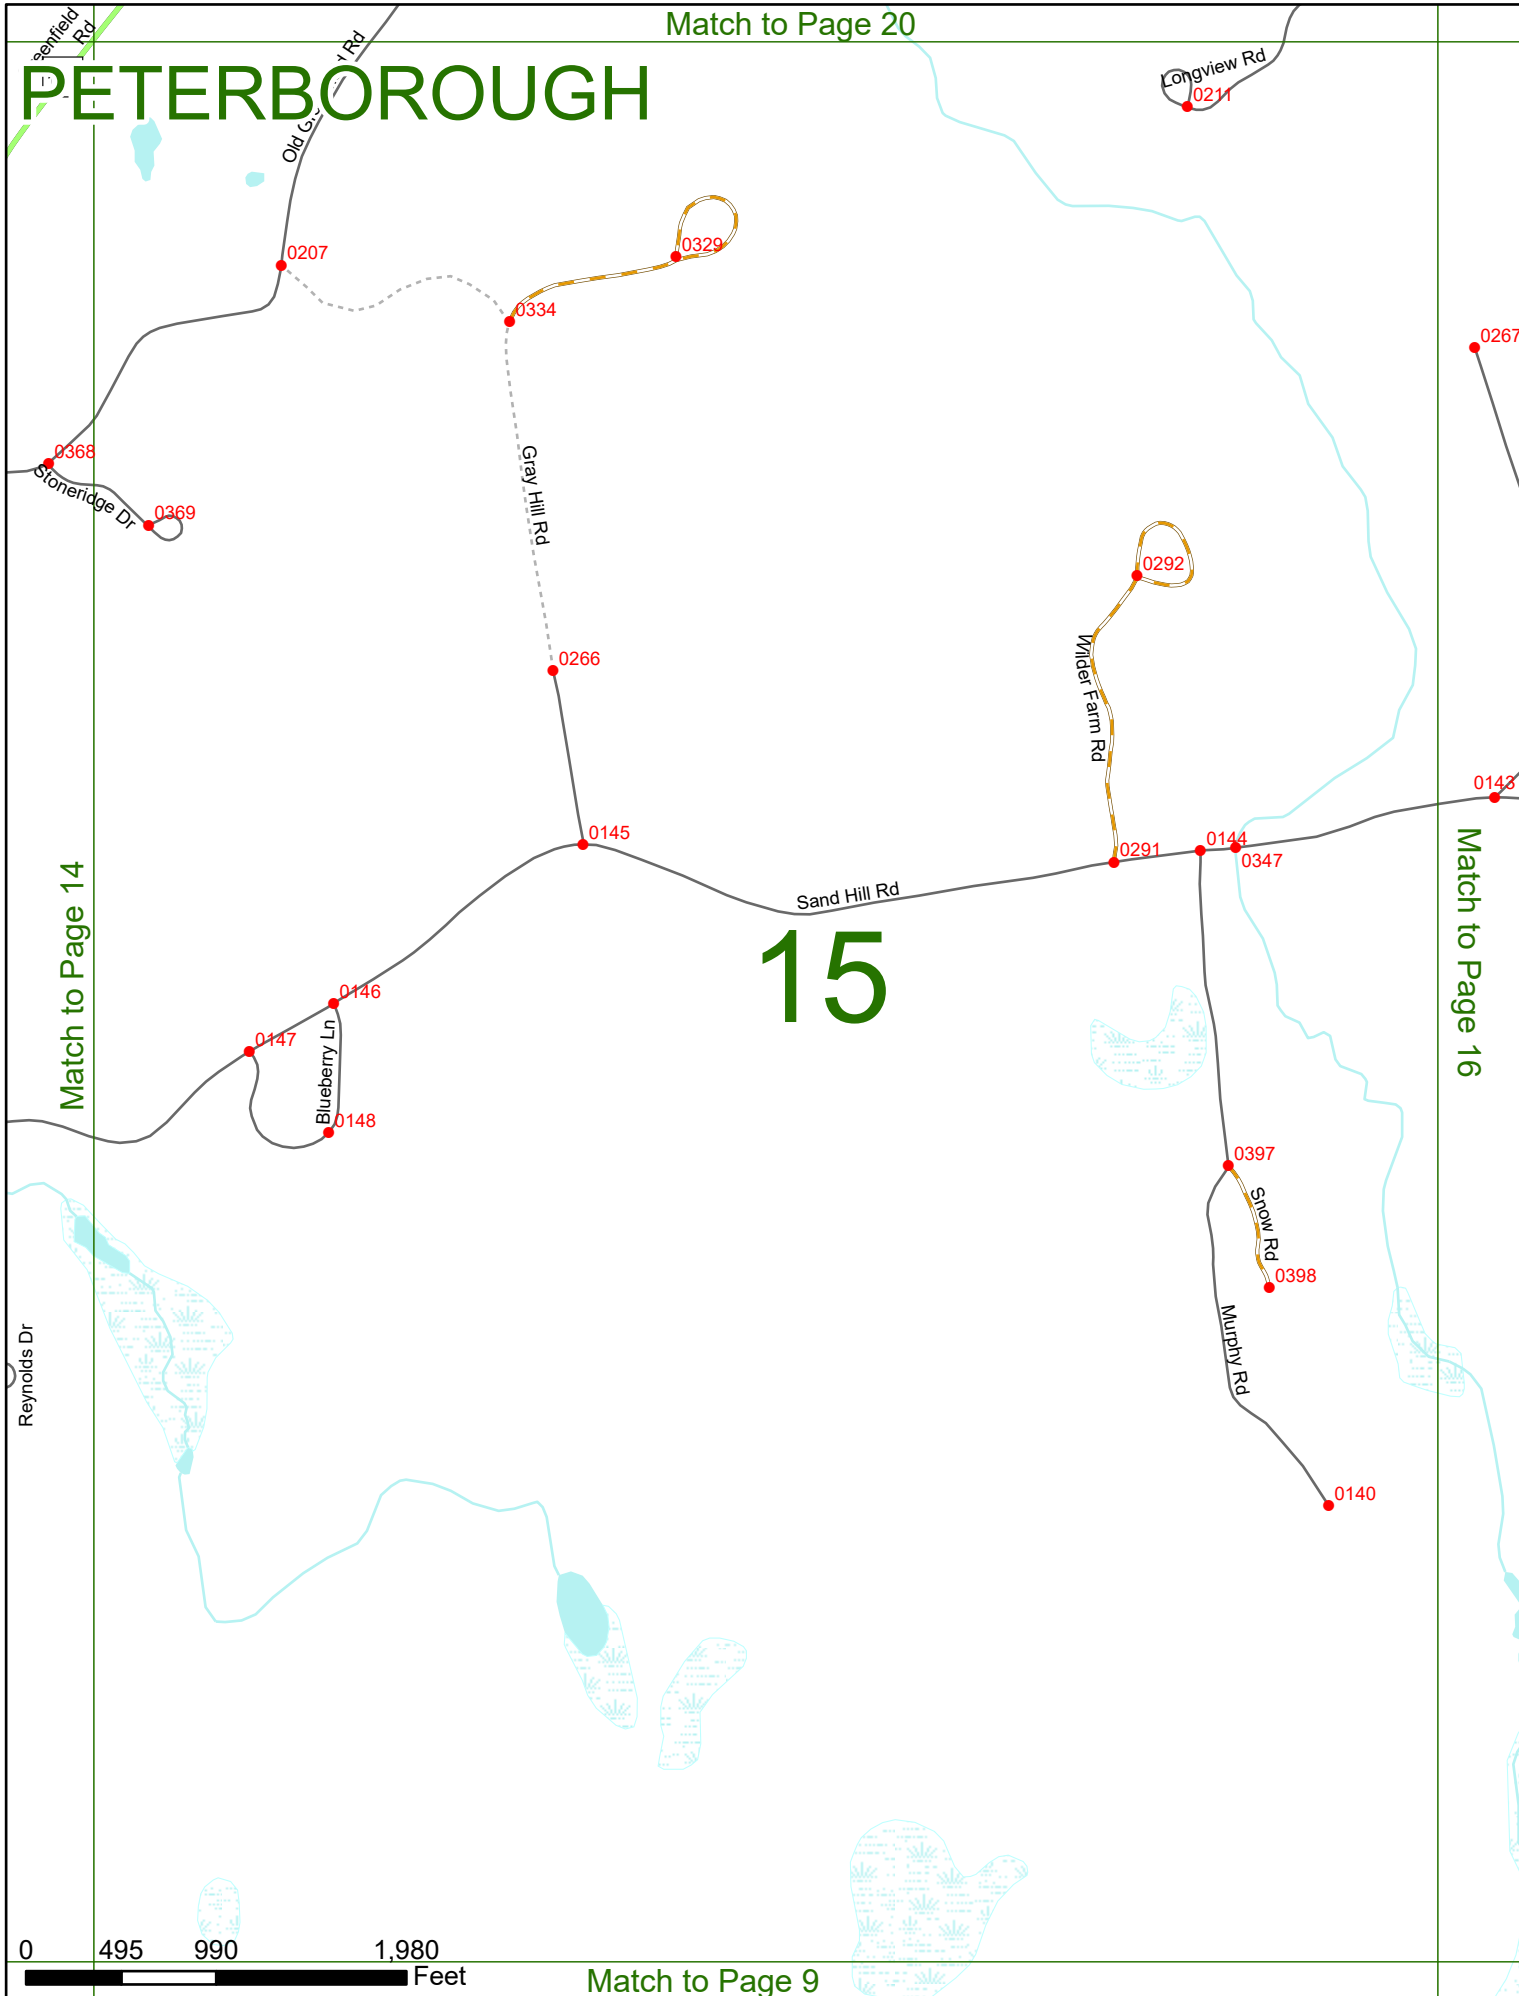 Match to Page 20
Rd
PETERBOROUGH
Longview Rd
0211
0207
0329
0334
0267
0368
Stoneridge Dr
0369
Gray Hill Rd
0292
Wilder Farm Rd
0266
0143
0145
0291
0144
0347
Sand Hill Rd
15
Match to Page 14
Match to Page 16
0146
0147
Blueberry Ln
0148
0397
Snow Rd
0398
Reynolds Dr
Murphy Rd
0140
0 495 990 1,980
Feet
Match to Page 9